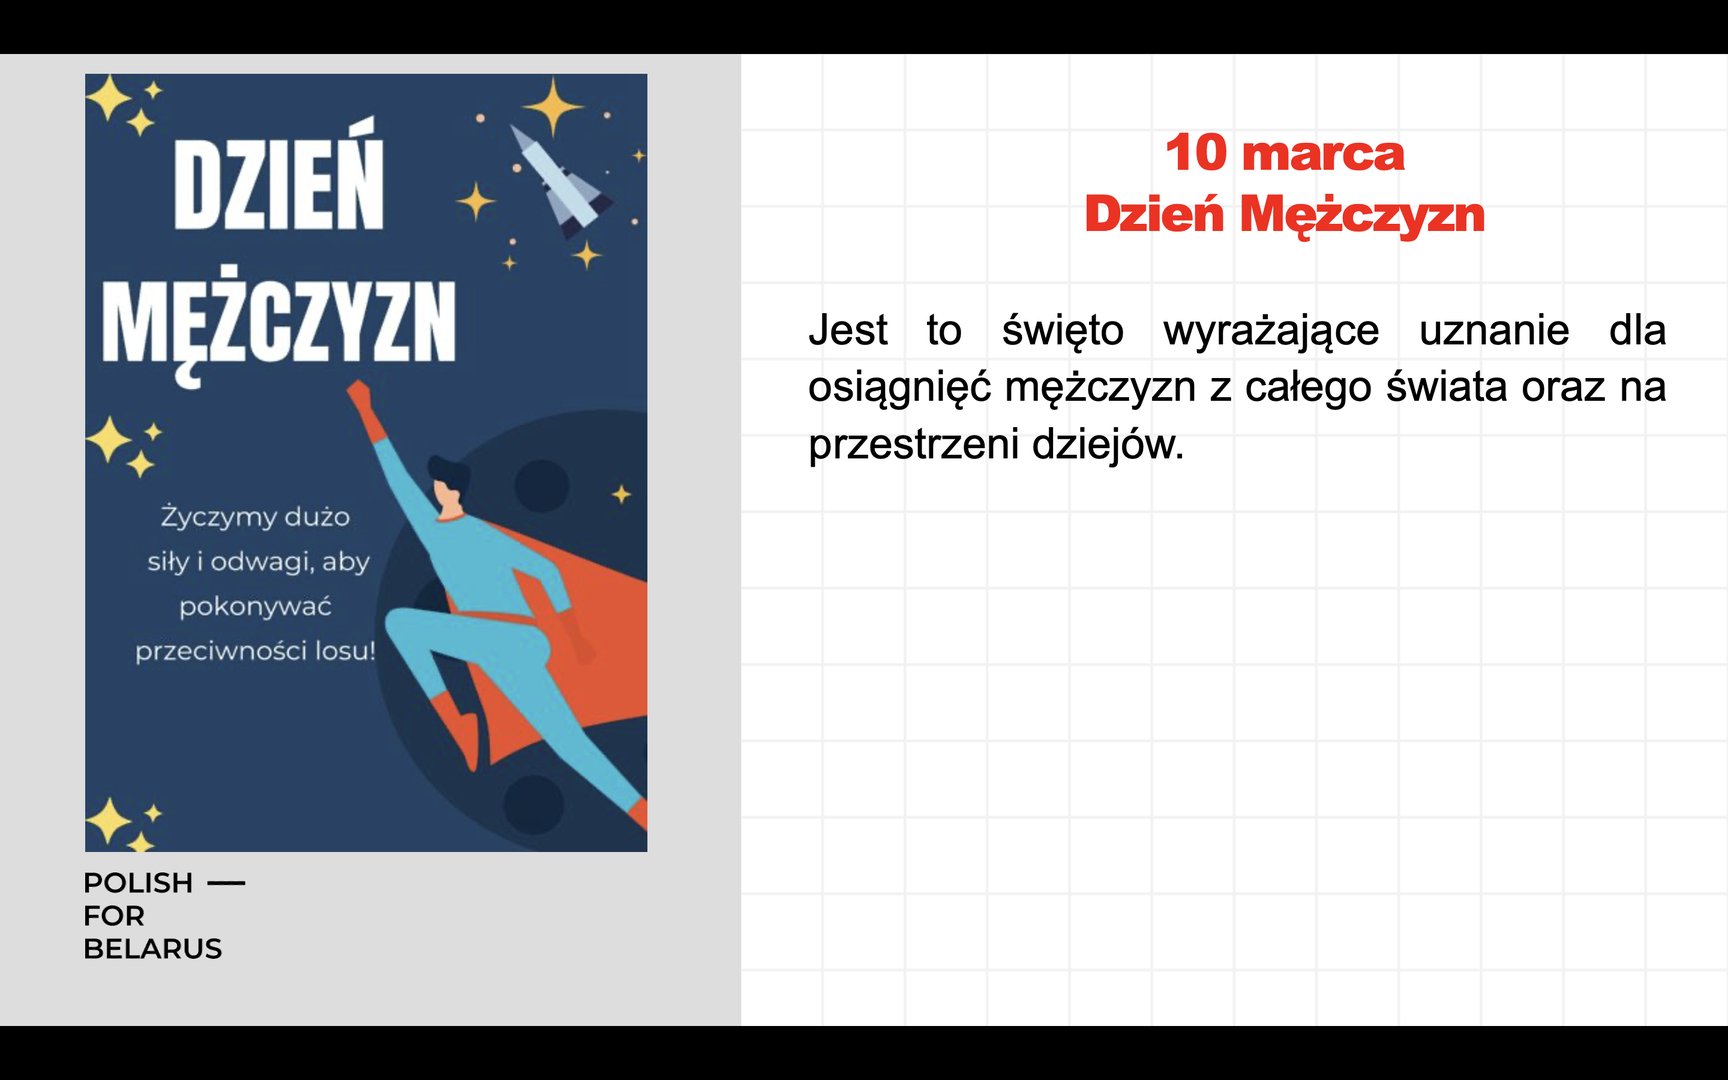 DZIEŃ
MĘŻCZYZN
Życzymy dużo
siły i odwagi, aby
pokonywać
przeciwności losu!
POLISH —
FOR
BELARUS
10 marca
Dzień Mężczyzn
Jest to święto wyrażające uznanie dla
osiągnięć mężczyzn z całego świata oraz na
przestrzeni dziejów.